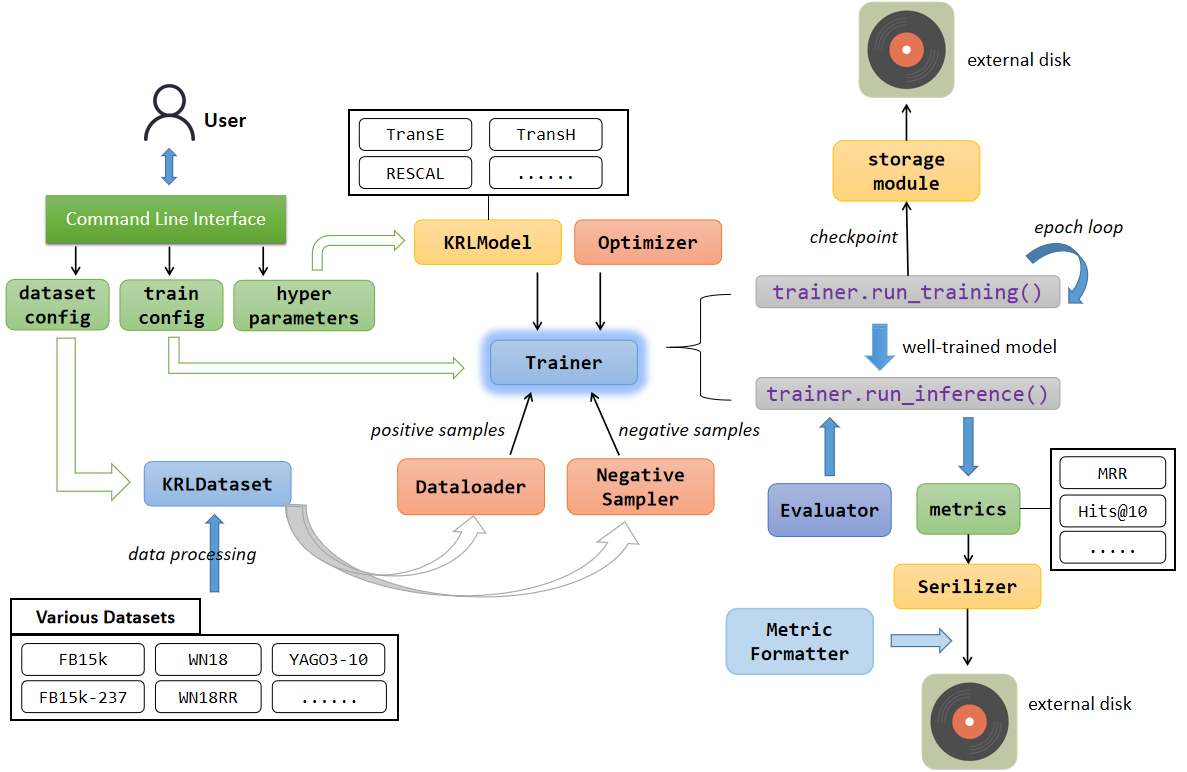 external disk
User
TransE
TransH
RESCAL
......
storage
module
Command Line Interface
KRLModel
Optimizer
checkpoint
epoch loop
dataset
config
train
config
hyper
parameters
trainer.run_training()
Trainer
well-trained model
trainer.run_inference()
positive samples
negative samples
KRLDataset
Dataloader
Negative
Sampler
Evaluator
metrics
MRR
Hits@10
.....
data processing
Serilizer
Various Datasets
FB15k
WN18
YAGO3-10
FB15k-237
WN18RR
......
Metric
Formatter
external disk